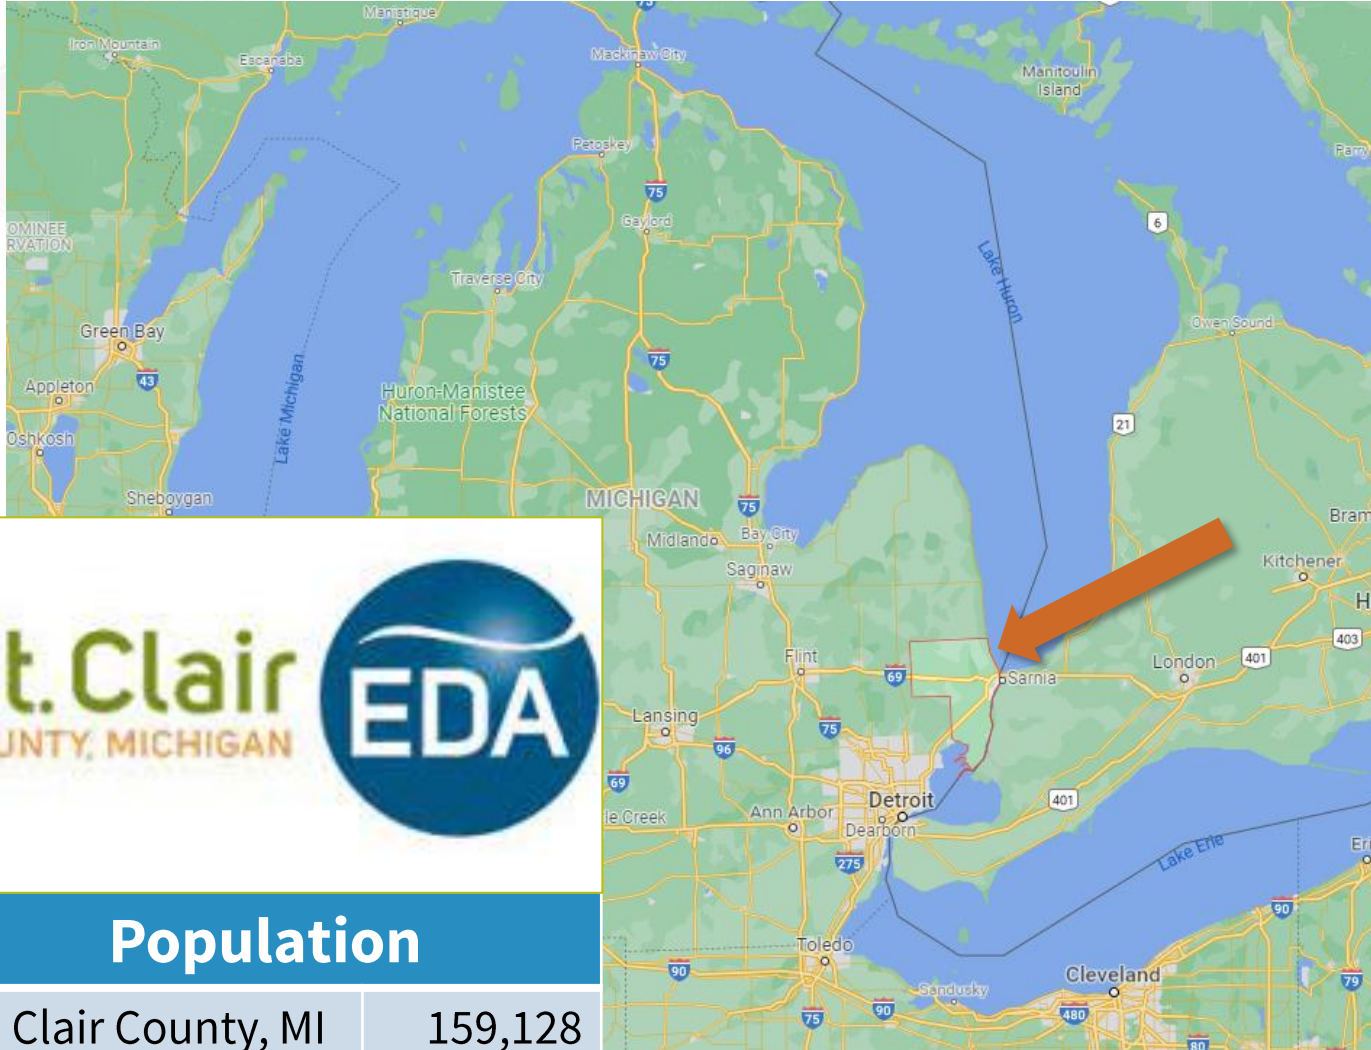 Manistique
75
Iron Mountain
Escanaba
Mackinaw City
Manitoulin
Island
Petoskey
Parry
75
6
OMINEE
RVATION
Gaylord
Lake Huron
Traverse City
Green Bay
Owen Sound
75
43
Appleton
Huron-Manistee
National Forests
Lake Michigan
21
Oshkosh
Sheboygan
MICHIGAN
75
Bram
Midland
Bay City
Kitchener
Saginaw
H
403
t.Clair
UNTY, MICHIGAN
EDA
Flint
69
Sarnia
London
401
Lansing
75
96
69
Detroit
401
le Creek
Ann Arbor
Dearborn
275
Lake Erie
Eri
90
Population
Toledo
90
Cleveland
79
Sandusky
Clair County, MI 159,128
75
90
480
80